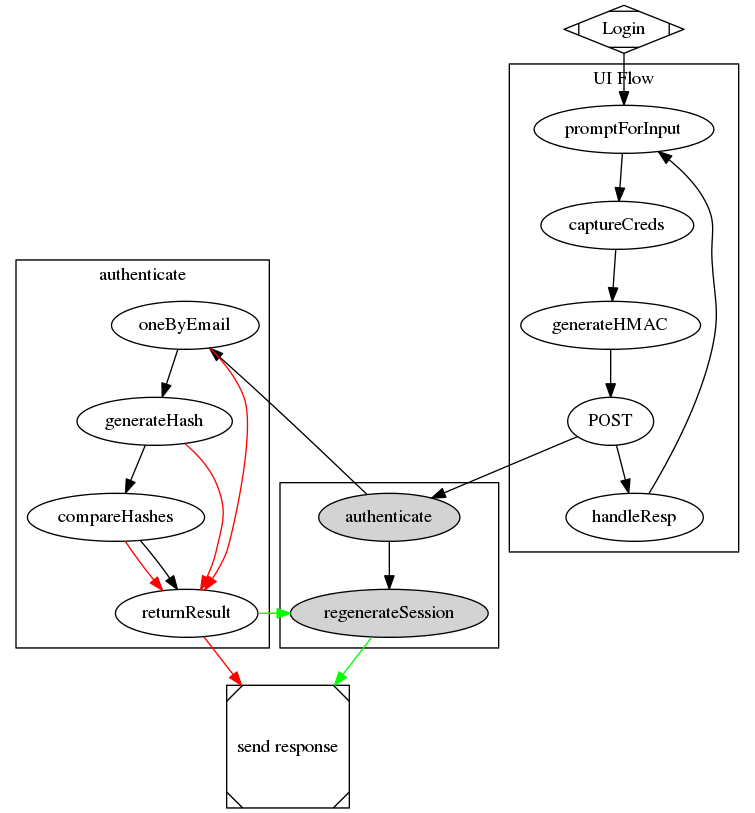 Login
UI Flow
promptForInput
captureCreds
authenticate
oneByEmail
generateHMAC
generateHash
POST
compareHashes
authenticate
handleResp
returnResult
regenerateSession
send response